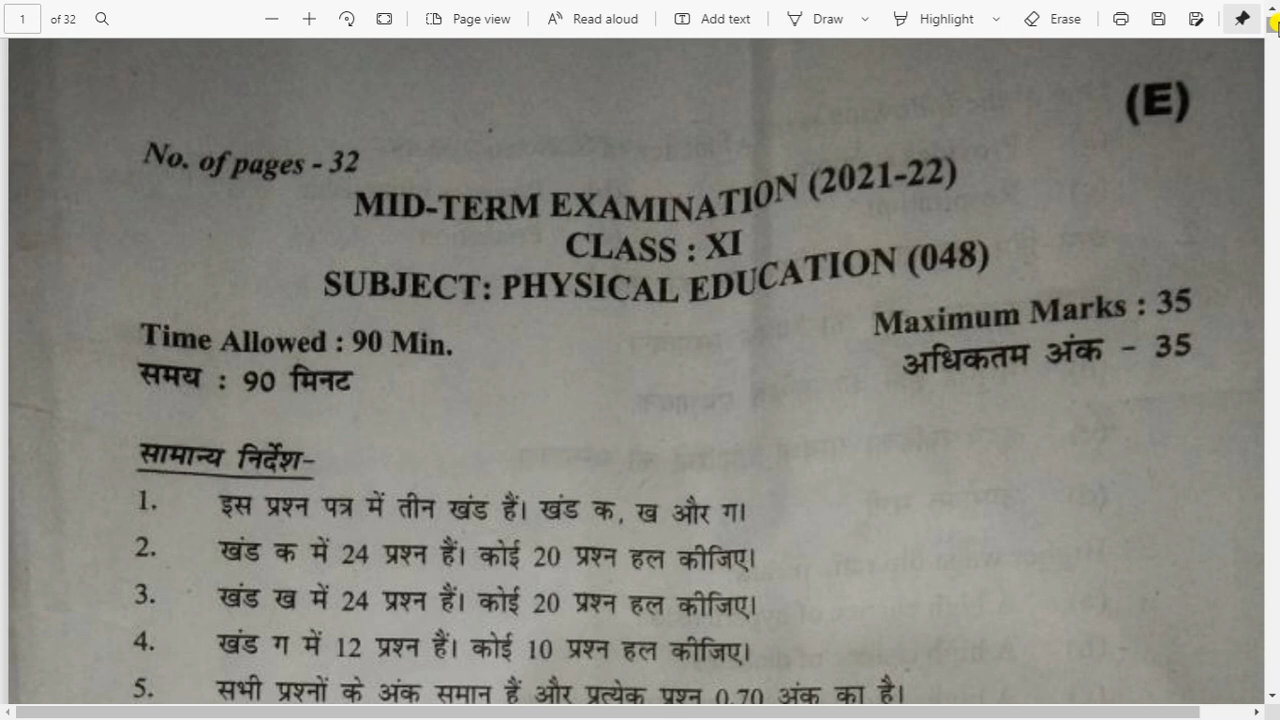 1 of 32 Page view Read aloud Add text Draw Highlight Erase
(E)
No. of pages - 32
MID-TERM EXAMINATION (2021-22)
CLASS : XI
SUBJECT: PHYSICAL EDUCATION (048)
Time Allowed : 90 Min. Maximum Marks : 35
समय : 90 मिनट अधिकतम अंक - 35
सामान्य निर्देश-
1. इस प्रश्न पत्र में तीन खंड हैं। खंड क, ख और ग।
2. खंड क में 24 प्रश्न हैं। कोई 20 प्रश्न हल कीजिए।
3. खंड ख में 24 प्रश्न हैं। कोई 20 प्रश्न हल कीजिए।
4. खंड ग में 12 प्रश्न हैं। कोई 10 प्रश्न हल कीजिए।
5. सभी प्रश्नों के अंक समान हैं और प्रत्येक प्रश्न 0.70 अंक का है।